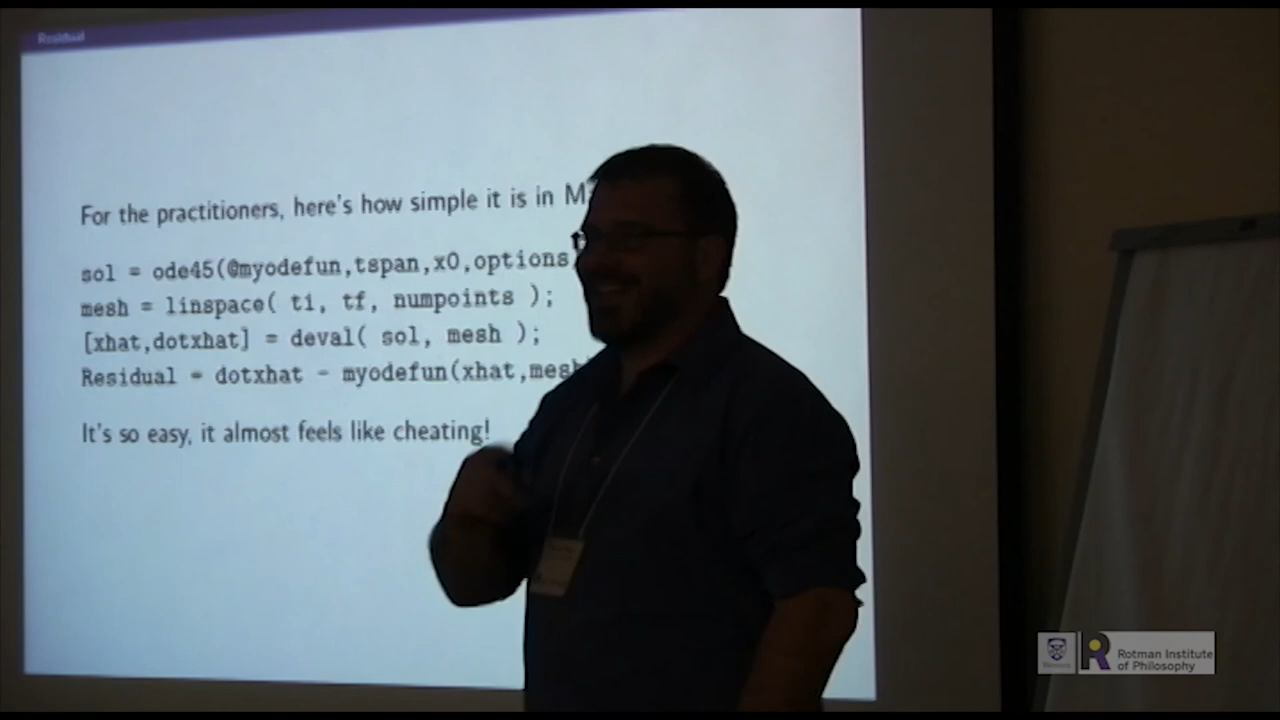 Residual
For the practitioners, here's how simple it is in
sol = ode45(@myodefun,tspan,x0,options
mesh = linspace( ti, tf, numpoints );
[xhat,dotxhat] = deval( sol, mesh );
Residual = dotxhat - myodefun(xhat,mesh
It's so easy, it almost feels like cheating!
Western
R
Rotman Institute
of Philosophy